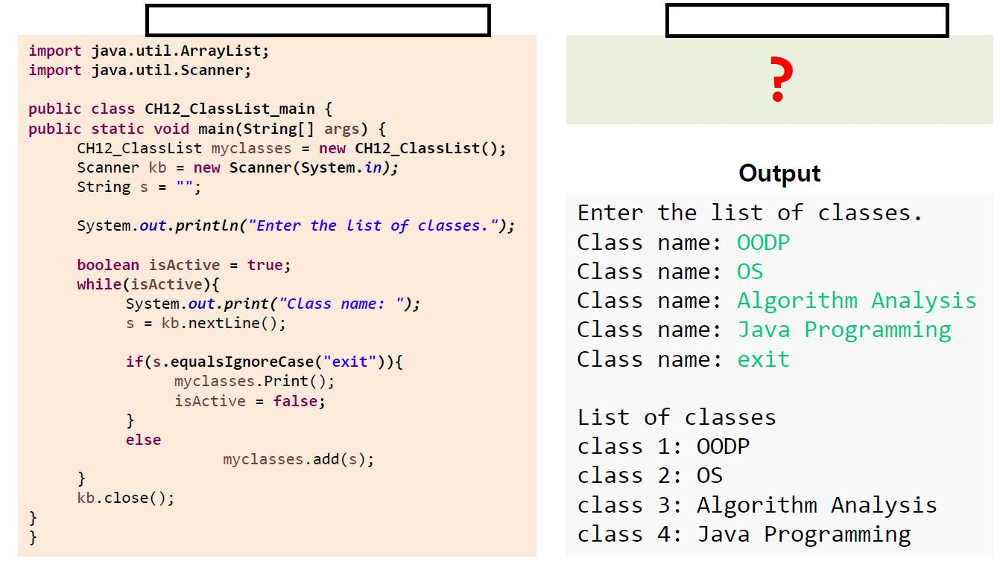 import java.util.ArrayList;
import java.util.Scanner;
public class CH12_ClassList_main {
public static void main(String[] args) {
CH12_ClassList myclasses = new CH12_ClassList();
Scanner kb = new Scanner(System.in);
String s = "";
System.out.println("Enter the list of classes.");
boolean isActive = true;
while(isActive){
System.out.print("Class name: ");
s = kb.nextLine();
if(s.equalsIgnoreCase("exit")){
myclasses.Print();
isActive = false;
}
else
myclasses.add(s);
}
kb.close();
}
}
?
Output
Enter the list of classes.
Class name: OODP
Class name: OS
Class name: Algorithm Analysis
Class name: Java Programming
Class name: exit
List of classes
class 1: OODP
class 2: OS
class 3: Algorithm Analysis
class 4: Java Programming